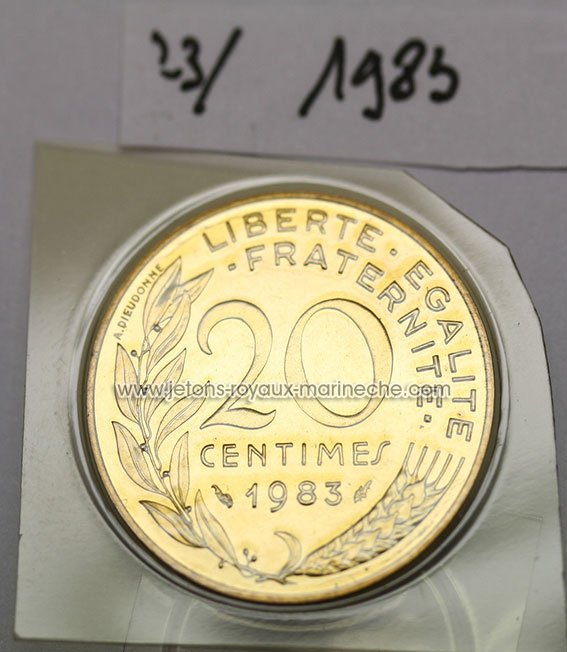 23/ 1983
LIBERTE · EGALITE
· FRATERNITE ·
A.DIEUDONNE
20
www.jetons-royaux-marineche.com
CENTIMES
1983